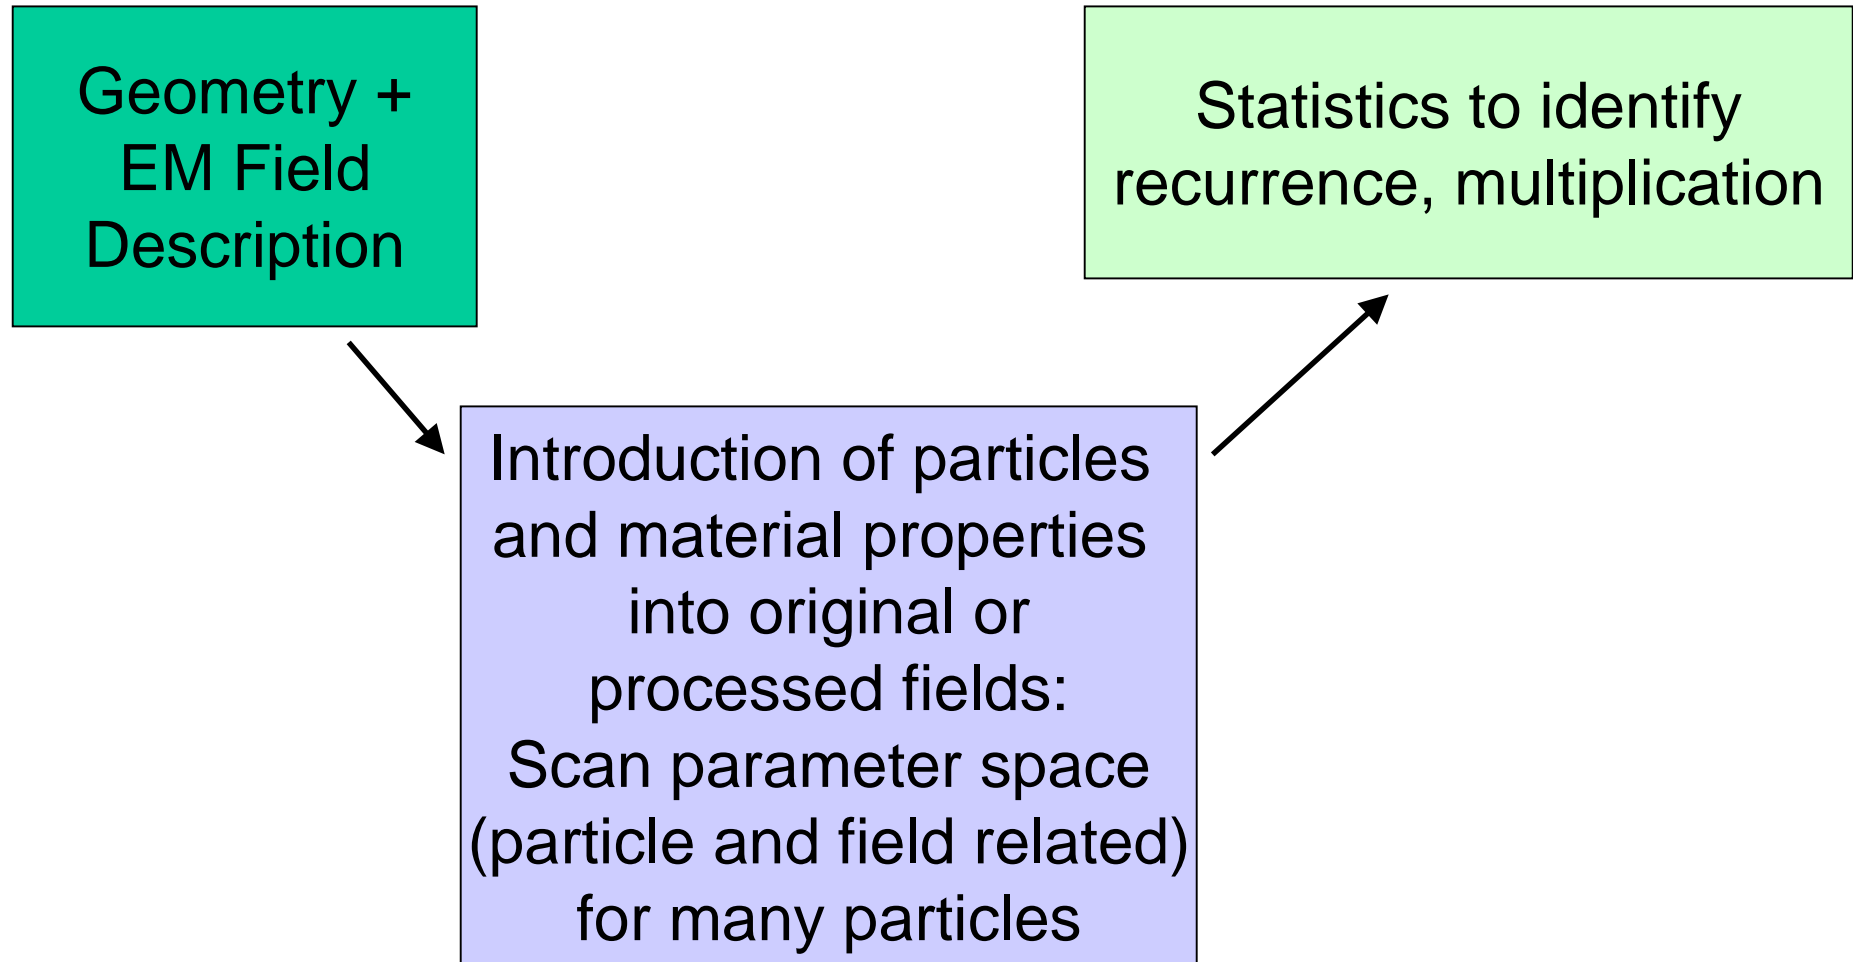 Geometry +
EM Field
Description
Statistics to identify
recurrence, multiplication
Introduction of particles
and material properties
into original or
processed fields:
Scan parameter space
(particle and field related)
for many particles